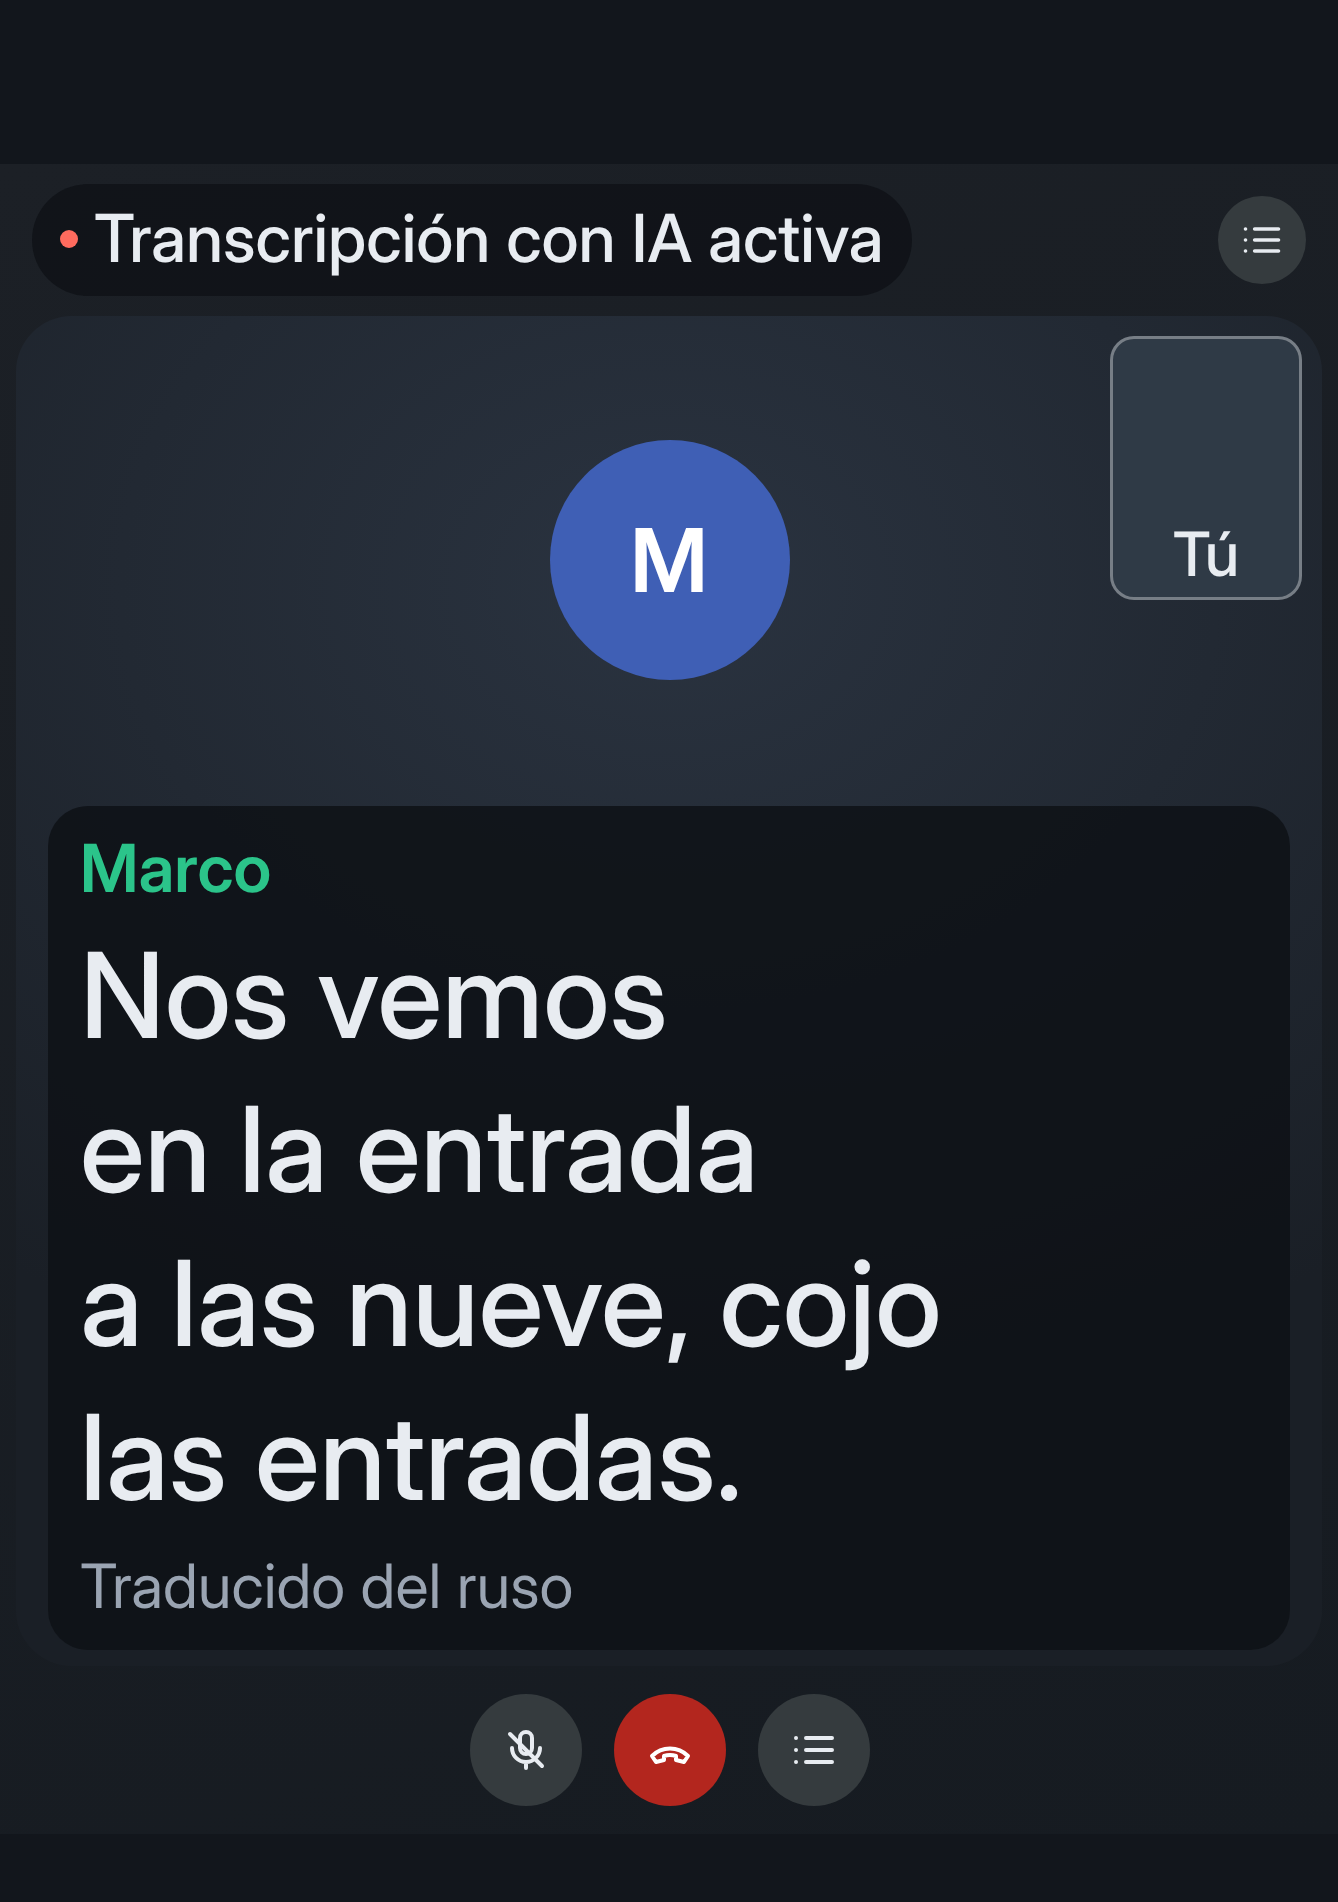 Transcripción con IA activa
M
Tú
Marco
Nos vemos
en la entrada
a las nueve, cojo
las entradas.
Traducido del ruso